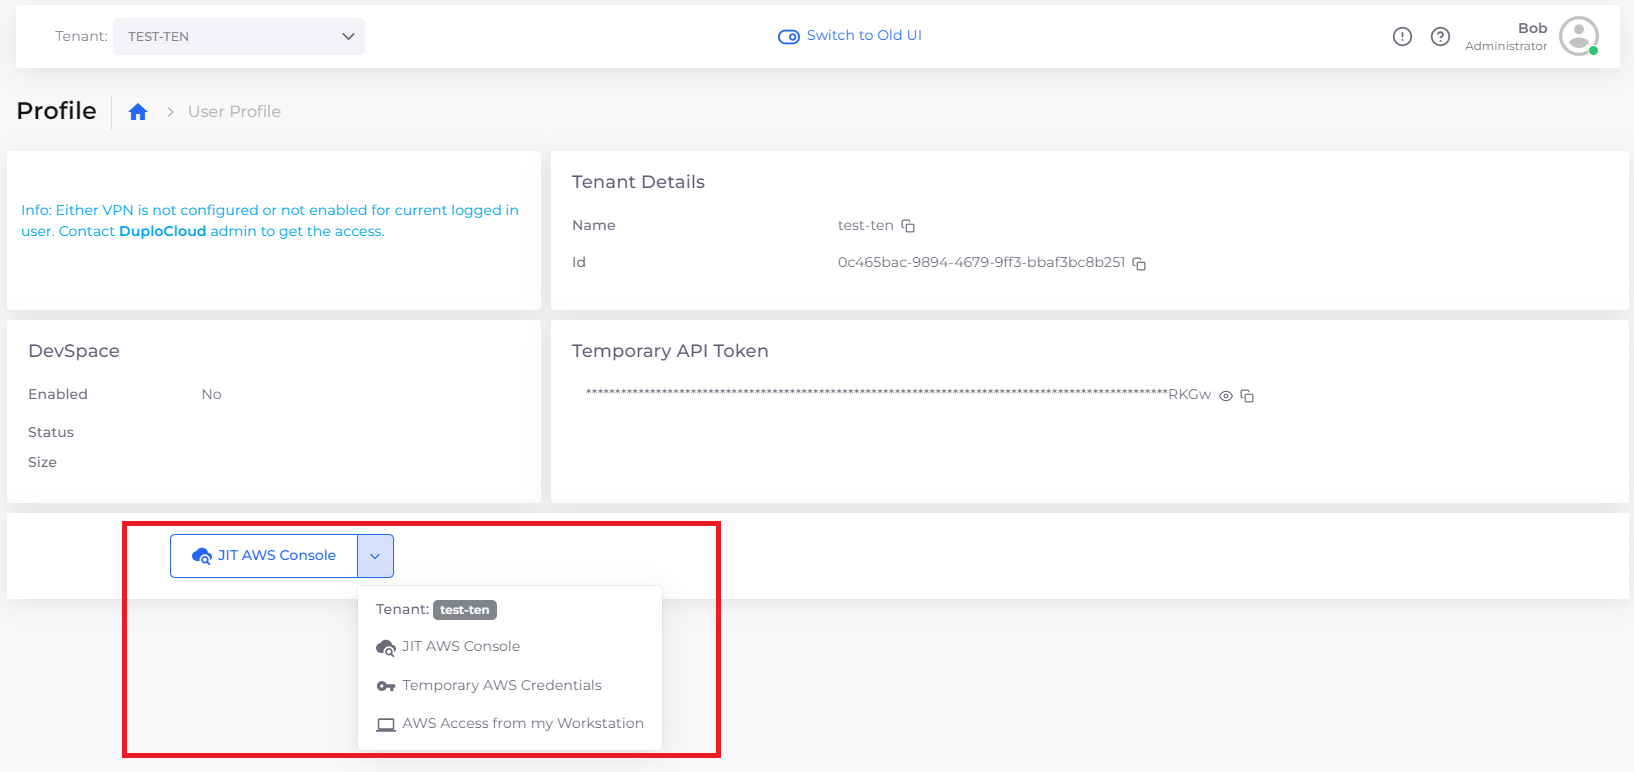 Tenant: TEST-TEN
Switch to Old UI
Bob
Administrator
Profile
User Profile
Info: Either VPN is not configured or not enabled for current logged in
user. Contact DuploCloud admin to get the access.
Tenant Details
Name test-ten
Id 0c465bac-9894-4679-9ff3-bbaf3bc8b251
DevSpace
Enabled No
Status
Size
Temporary API Token
****************************************************************************************************RKGw
JIT AWS Console
Tenant: test-ten
JIT AWS Console
Temporary AWS Credentials
AWS Access from my Workstation